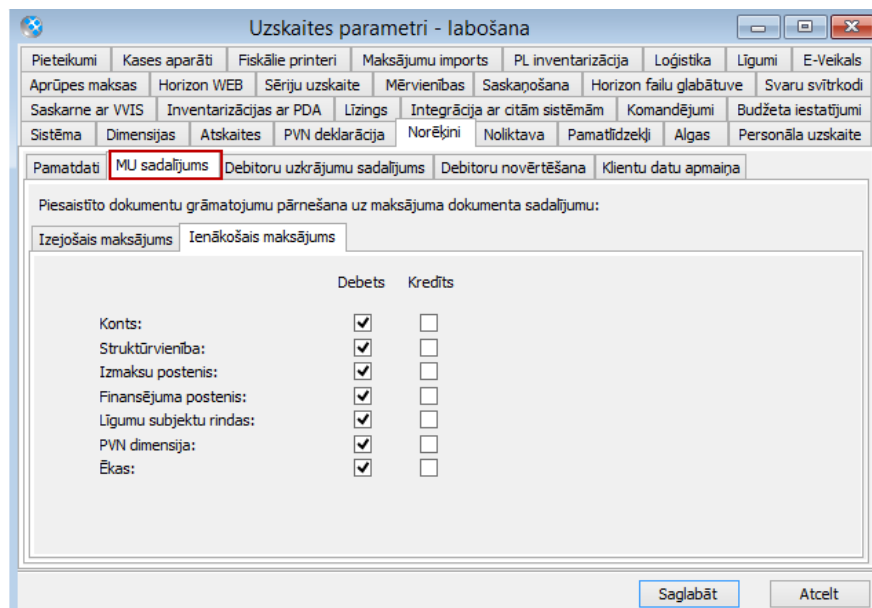 Uzskaites parametri - labošana
Pieteikumi Kases aparāti Fiskālie printeri Maksājumu imports PL inventarizācija Loģistika Līgumi E-Veikals
Aprūpes maksas Horizon WEB Sēriju uzskaite Mērvienības Saskaņošana Horizon failu glabātuve Svaru svītrkodi
Saskarne ar VVIS Inventarizācijas ar PDA Līzings Integrācija ar citām sistēmām Komandējumi Budžeta iestatījumi
Sistēma Dimensijas Atskaites PVN deklarācija Norēķini Noliktava Pamatlīdzekļi Algas Personāla uzskaite
Pamatdati MU sadalījums Debitoru uzkrājumu sadalījums Debitoru novērtēšana Klientu datu apmaiņa
Piesaistīto dokumentu grāmatojumu pārnešana uz maksājuma dokumenta sadalījumu:
Izejošais maksājums Ienākošais maksājums
Debets Kredīts
Konts:
Struktūrvienība:
Izmaksu postenis:
Finansējuma postenis:
Līgumu subjektu rindas:
PVN dimensija:
Ēkas:
Saglabāt Atcelt